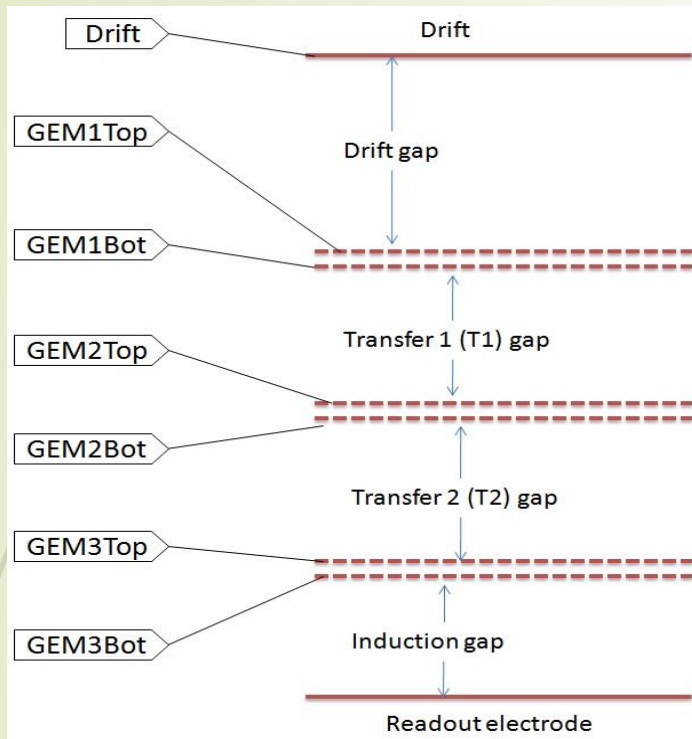 Drift
Drift
GEM1Top
Drift gap
GEM1Bot
Transfer 1 (T1) gap
GEM2Top
GEM2Bot
Transfer 2 (T2) gap
GEM3Top
GEM3Bot
Induction gap
Readout electrode